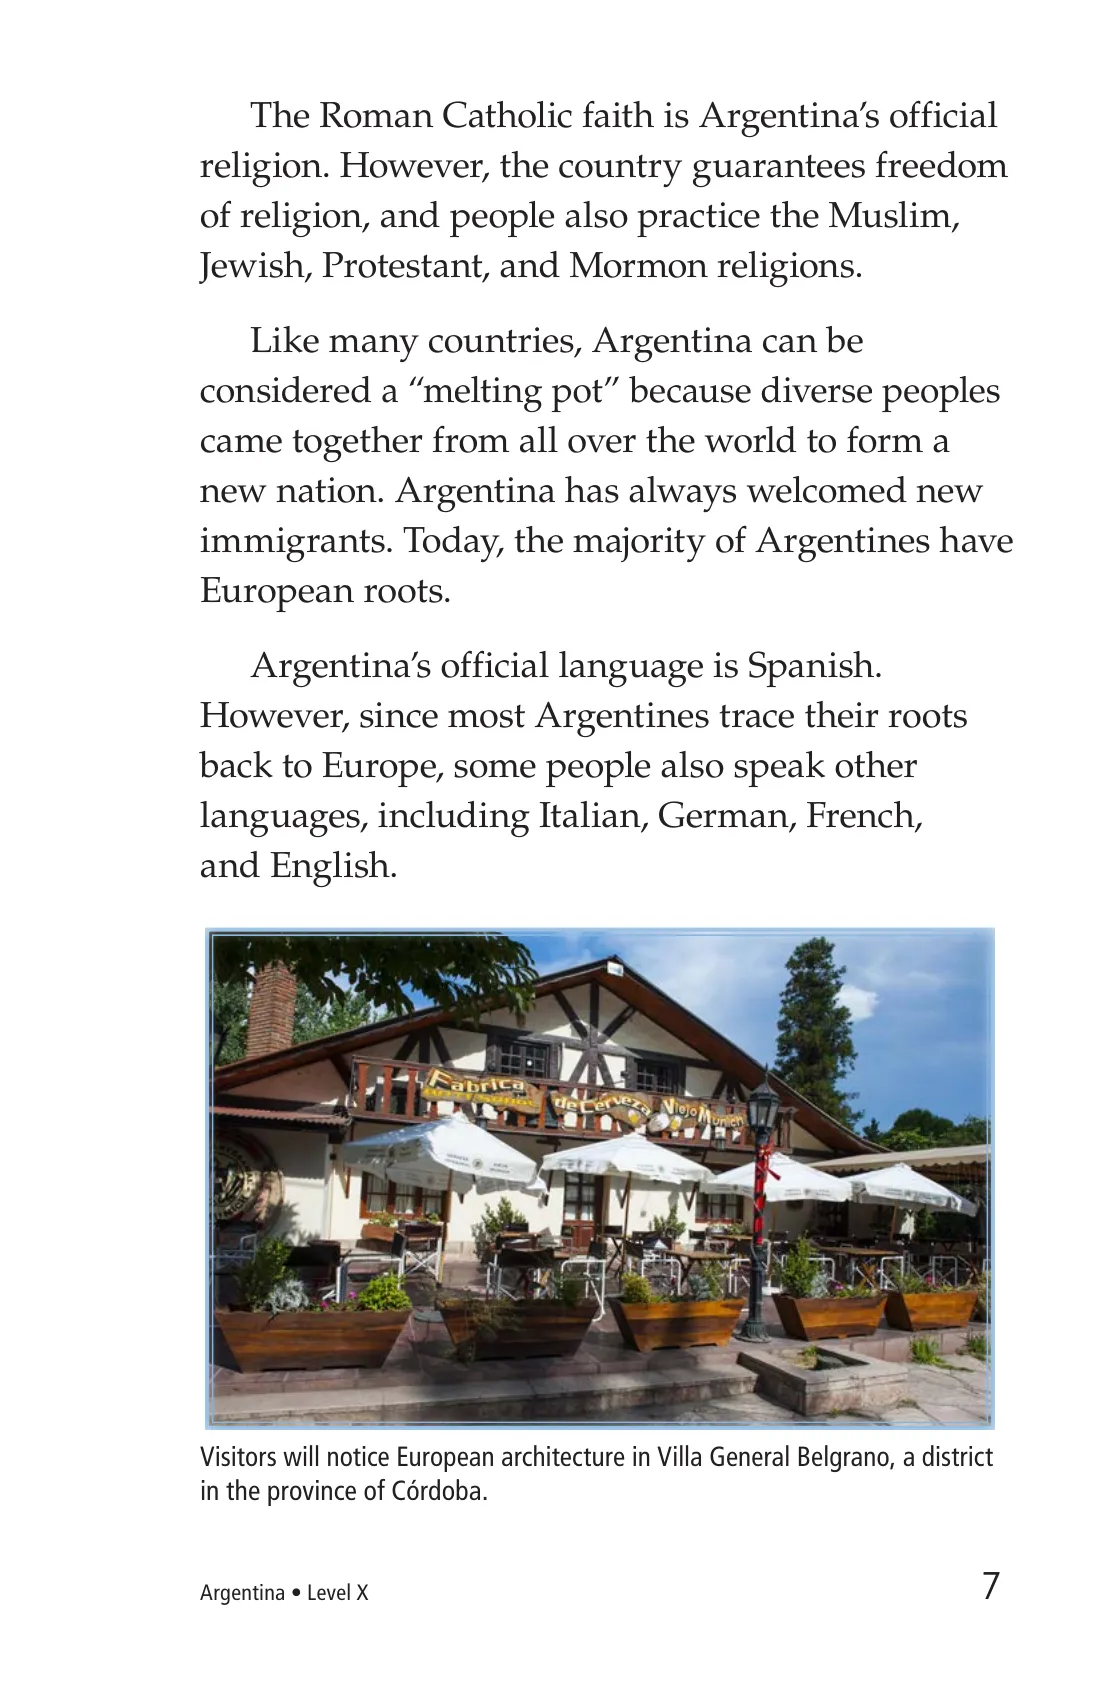 The Roman Catholic faith is Argentina’s official
religion. However, the country guarantees freedom
of religion, and people also practice the Muslim,
Jewish, Protestant, and Mormon religions.
Like many countries, Argentina can be
considered a “melting pot” because diverse peoples
came together from all over the world to form a
new nation. Argentina has always welcomed new
immigrants. Today, the majority of Argentines have
European roots.
Argentina’s official language is Spanish.
However, since most Argentines trace their roots
back to Europe, some people also speak other
languages, including Italian, German, French,
and English.
Fabrica
de Cerveza
Viejo Munich
Visitors will notice European architecture in Villa General Belgrano, a district
in the province of Córdoba.
Argentina • Level X
7